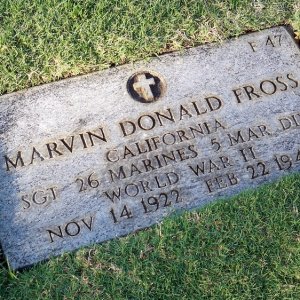 F 47
MARVIN DONALD FROSS
CALIFORNIA
SGT 26 MARINES 5 MAR DI
WORLD WAR II
NOV 14 1922 FEB 22 194